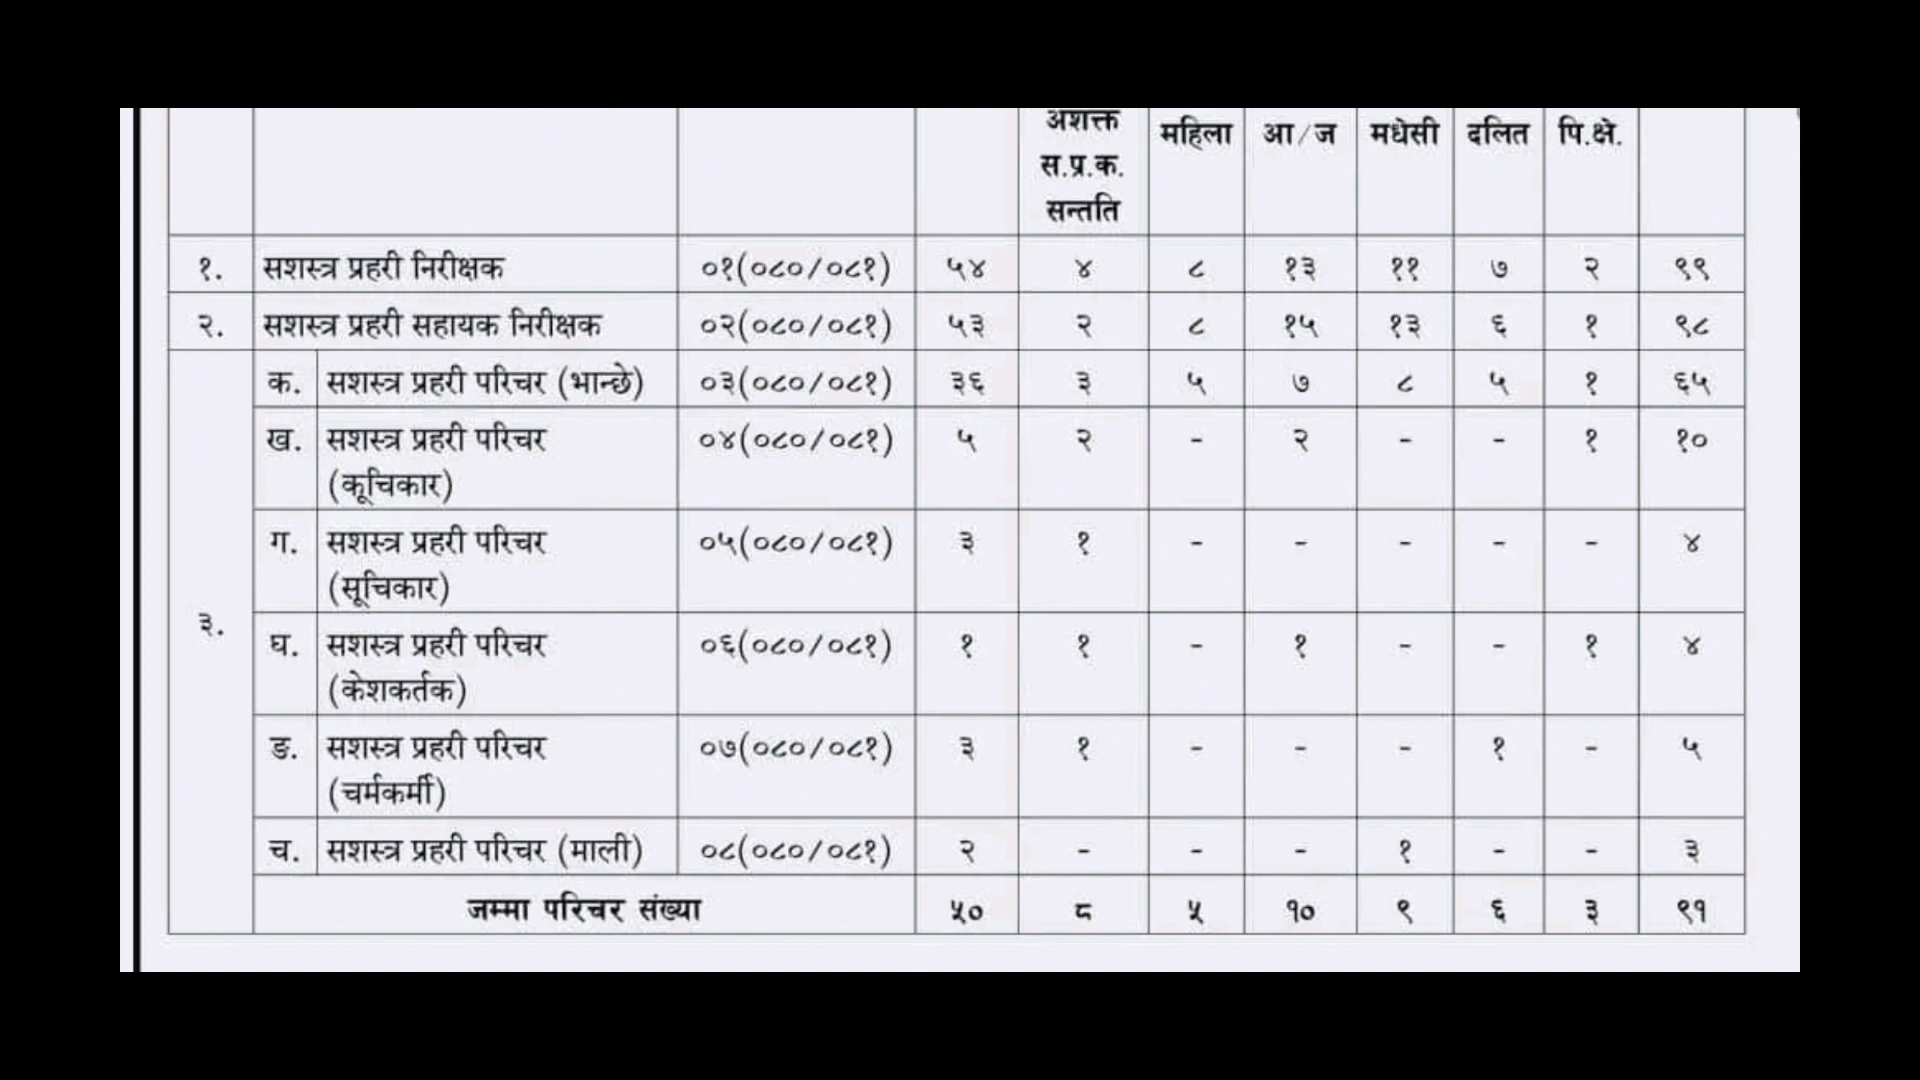 अशक्त
स.प्र.क.
सन्तति
महिला आ/ज मधेसी दलित पि.क्षे.
१. सशस्त्र प्रहरी निरीक्षक ०१(०८०/०८१) ५४ ४ ८ १३ ११ ७ २ ९९
२. सशस्त्र प्रहरी सहायक निरीक्षक ०२(०८०/०८१) ५३ २ ८ १५ १३ ६ १ ९८
३.
क. सशस्त्र प्रहरी परिचर (भान्छे) ०३(०८०/०८१) ३६ ३ ५ ७ ८ ५ १ ६५
ख. सशस्त्र प्रहरी परिचर ०४(०८०/०८१) ५ २ - २ - - १ १०
(कूचिकार)
ग. सशस्त्र प्रहरी परिचर ०५(०८०/०८१) ३ १ - - - - - ४
(सूचिकार)
घ. सशस्त्र प्रहरी परिचर ०६(०८०/०८१) १ १ - १ - - १ ४
(केशकर्तक)
ङ. सशस्त्र प्रहरी परिचर ०७(०८०/०८१) ३ १ - - - १ - ५
(चर्मकर्मी)
च. सशस्त्र प्रहरी परिचर (माली) ०८(०८०/०८१) २ - - - १ - - ३
जम्मा परिचर संख्या ५० ८ ५ १० ९ ६ ३ ९१